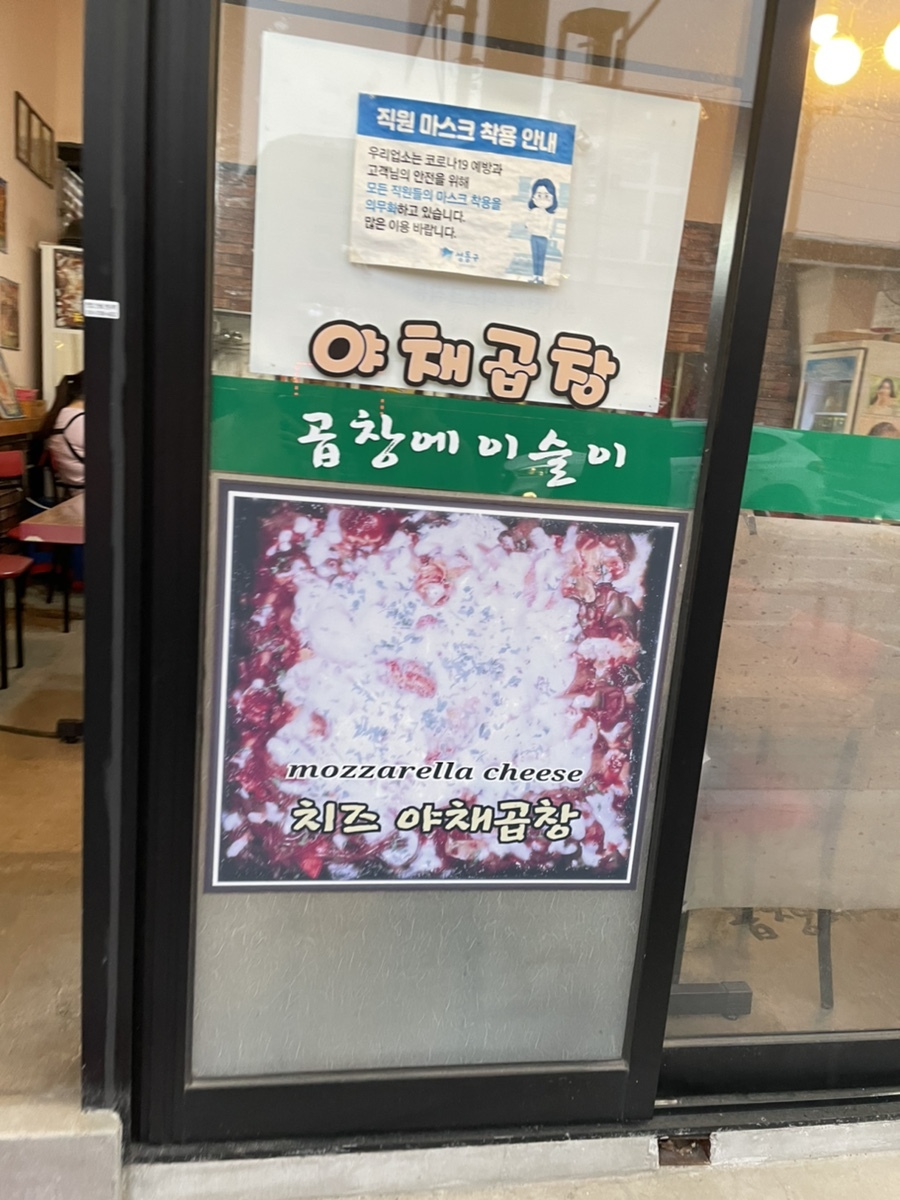 직원 마스크 착용 안내
우리업소는 코로나19 예방과
고객님의 안전을 위해
모든 직원들의 마스크 착용을
의무화하고 있습니다.
많은 이용 바랍니다.
성동구
야채곱창
곱창에 이슬이
mozzarella cheese
치즈 야채곱창